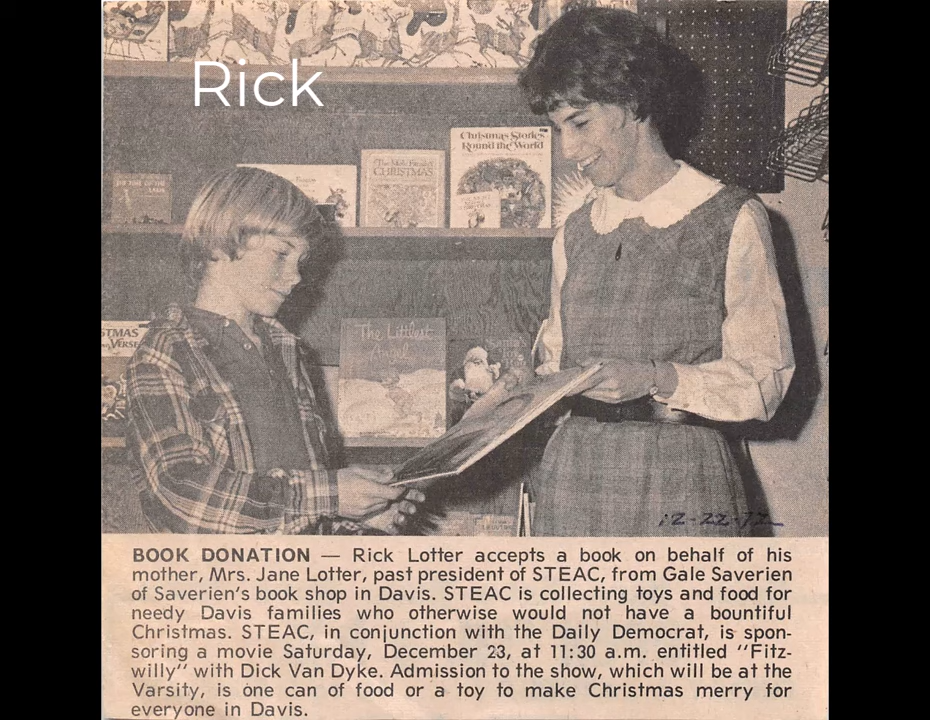 Rick
Christmas Stories
Round the World
CHRISTMAS
The Littlest
Angel
STMAS
VERSE
12-22-72
BOOK DONATION — Rick Lotter accepts a book on behalf of his
mother, Mrs. Jane Lotter, past president of STEAC, from Gale Saverien
of Saverien's book shop in Davis. STEAC is collecting toys and food for
needy Davis families who otherwise would not have a bountiful
Christmas. STEAC, in conjunction with the Daily Democrat, is spon-
soring a movie Saturday, December 23, at 11:30 a.m. entitled "Fitz-
willy" with Dick Van Dyke. Admission to the show, which will be at the
Varsity, is one can of food or a toy to make Christmas merry for
everyone in Davis.